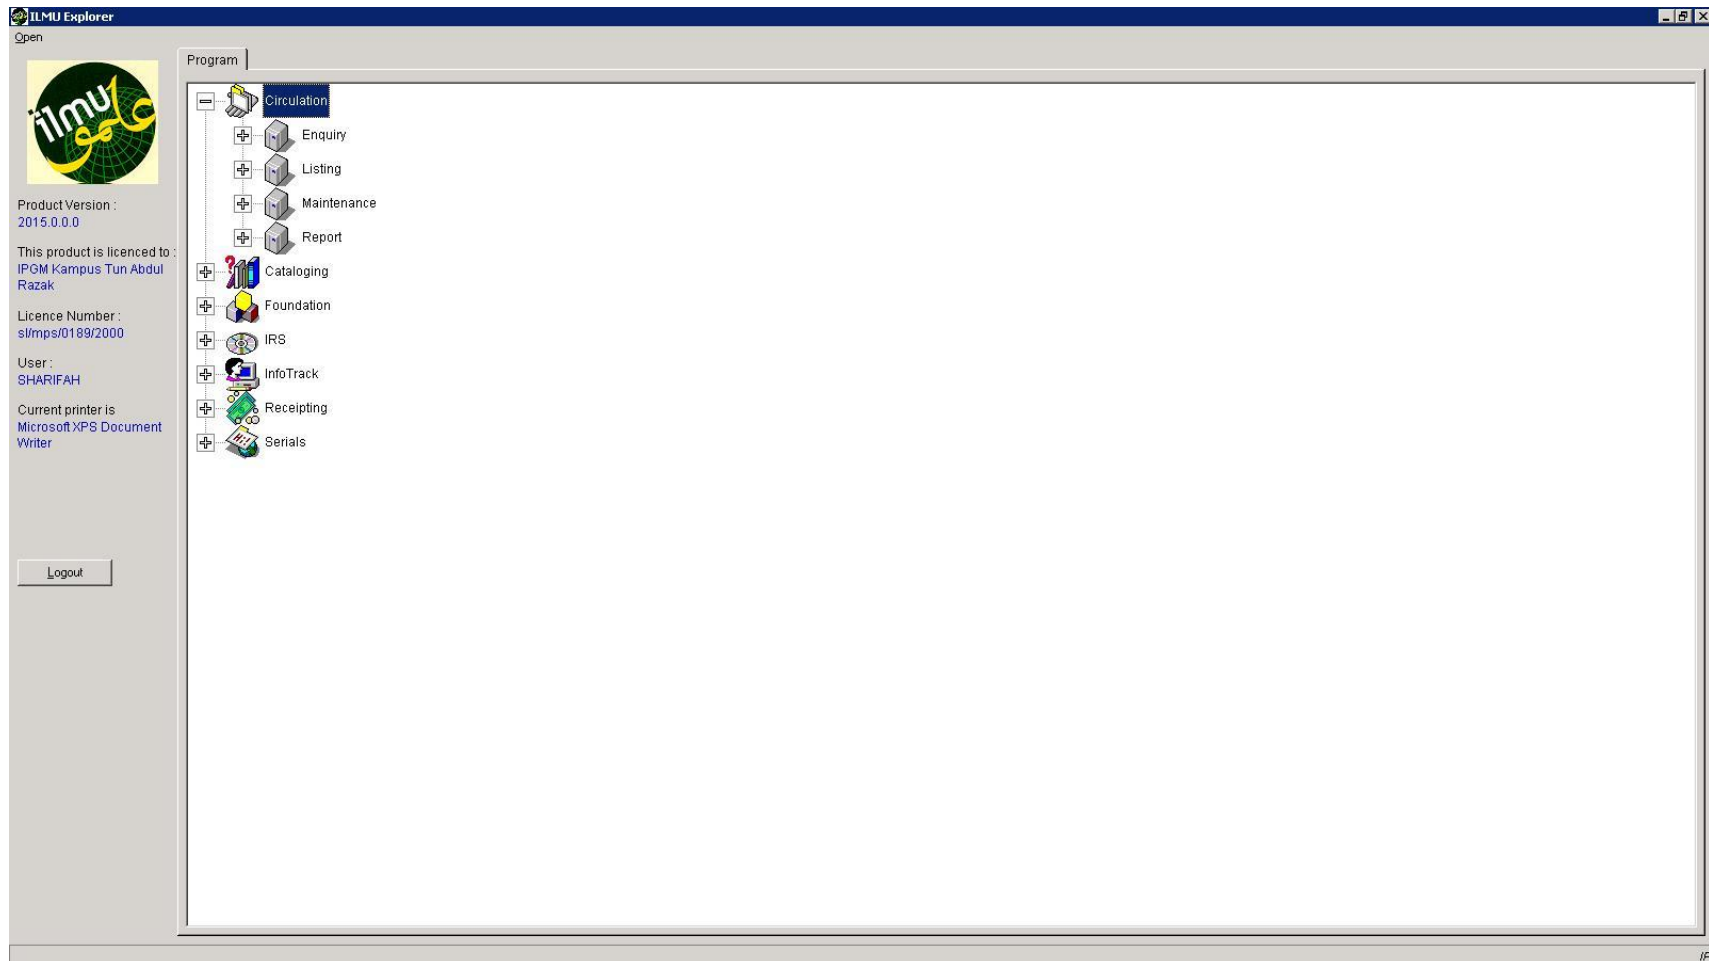 ILMU Explorer
Open
ilmu
علمو
Program
Product Version :
2015.0.0.0
This product is licenced to :
IPGM Kampus Tun Abdul
Razak
Licence Number :
sl/mps/0189/2000
User :
SHARIFAH
Current printer is
Microsoft XPS Document
Writer
Logout
Circulation
Enquiry
Listing
Maintenance
Report
Cataloging
Foundation
IRS
InfoTrack
Receipting
Serials